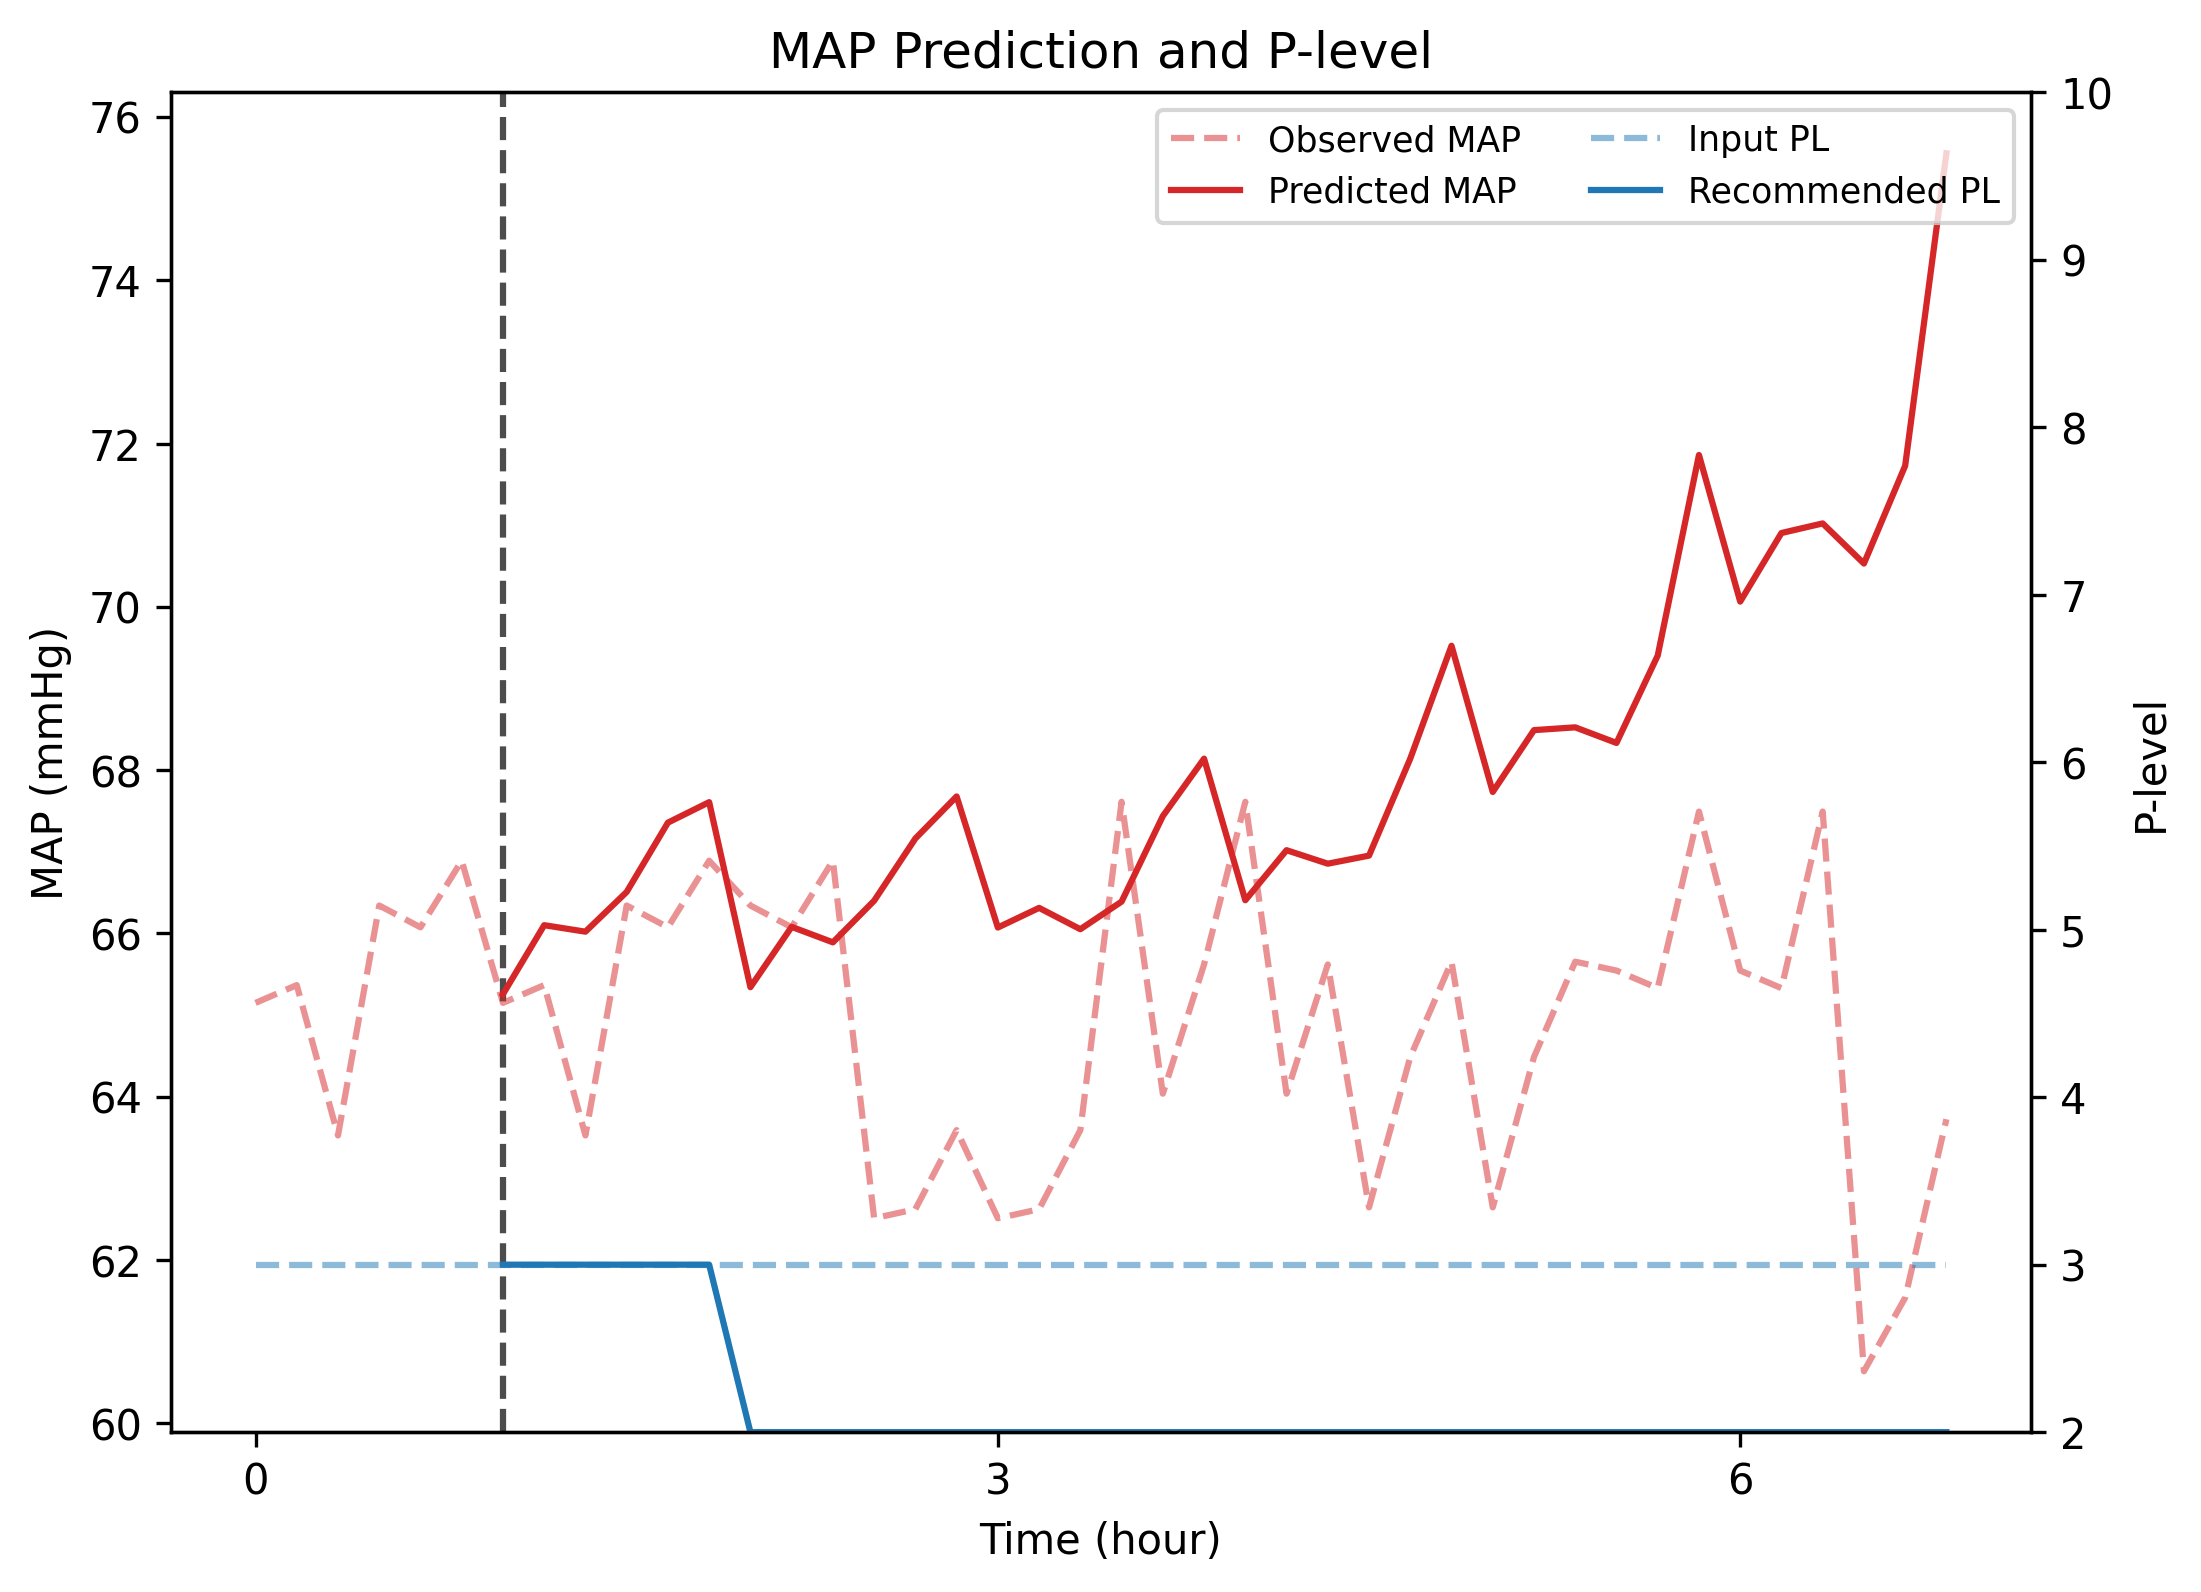 MAP Prediction and P-level
Observed MAP
Predicted MAP
Input PL
Recommended PL
76
74
72
70
68
66
64
62
60
MAP (mmHg)
10
9
8
7
6
5
4
3
2
P-level
0 3 6
Time (hour)